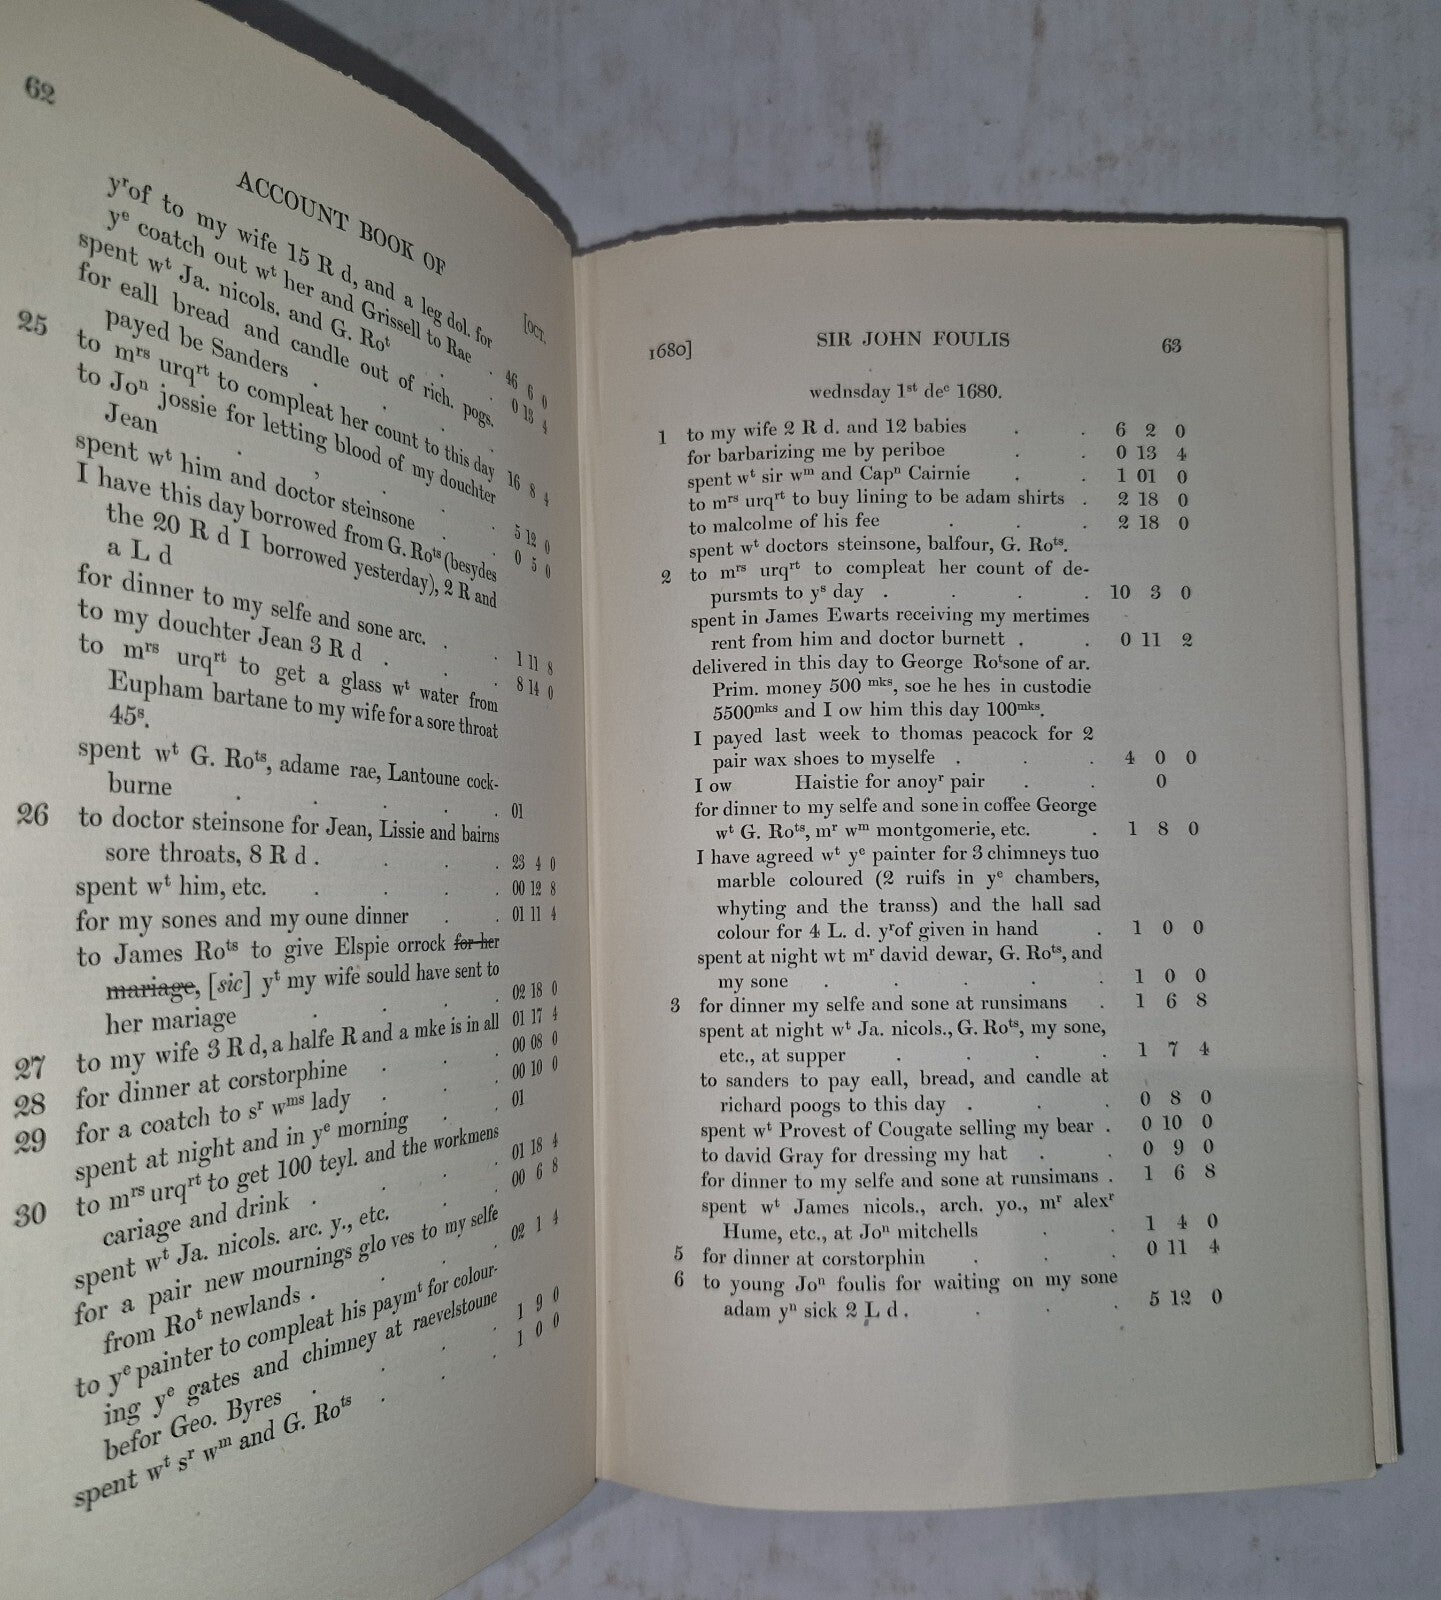 62
ACCOUNT BOOK OF
[OCT.
yʳof to my wife 15 R d, and a leg dol. for
yᵉ coatch out wᵗ her and Grissell to Rae . 46 6 0
spent wᵗ Ja. nicols. and G. Roᵗ . . 0 13 4
for eall bread and candle out of rich. pogs.
payed be Sanders . . .
25 to mʳˢ urqʳᵗ to compleat her count to this day 16 8 4
to Joⁿ jossie for letting blood of my douchter
Jean . . . . 5 12 0
spent wᵗ him and doctor steinsone . . 0 5 0
I have this day borrowed from G. Roᵗˢ (besydes
the 20 R d I borrowed yesterday), 2 R and
a L d
for dinner to my selfe and sone arc. . . 1 11 8
to my douchter Jean 3 R d . . 8 14 0
to mʳˢ urqʳᵗ to get a glass wᵗ water from
Eupham bartane to my wife for a sore throat
45ˢ.
spent wᵗ G. Roᵗˢ, adame rae, Lantoune cock-
burne . . . . . 01
26 to doctor steinsone for Jean, Lissie and bairns
sore throats, 8 R d . . . . 23 4 0
spent wᵗ him, etc. . . . . 00 12 8
for my sones and my oune dinner . . 01 11 4
to James Roᵗˢ to give Elspie orrock for her
mariage, [sic] yᵗ my wife sould have sent to
her mariage . . . . 02 18 0
27 to my wife 3 R d, a halfe R and a mke is in all 01 17 4
28 for dinner at corstorphine . . . 00 08 0
29 for a coatch to sʳ wᵐˢ lady . . . 00 10 0
spent at night and in yᵉ morning . . 01
30 to mʳˢ urqʳᵗ to get 100 teyl. and the workmens
cariage and drink . . . . 01 18 4
spent wᵗ Ja. nicols. arc. y., etc. . . 00 6 8
for a pair new mournings glo ves to my selfe
from Roᵗ newlands . . . . 02 1 4
to yᵉ painter to compleat his paymᵗ for colour-
ing yᵉ gates and chimney at raevelstoune
befor Geo. Byres . . . . 1 9 0
spent wᵗ sʳ wᵐ and G. Roᵗˢ . . . 1 0 0
1680]
SIR JOHN FOULIS
63
wednsday 1ˢᵗ deᶜ 1680.
1 to my wife 2 R d. and 12 babies . . 6 2 0
for barbarizing me by periboe . . 0 13 4
spent wᵗ sir wᵐ and Capⁿ Cairnie . . 1 01 0
to mʳˢ urqʳᵗ to buy lining to be adam shirts . 2 18 0
to malcolme of his fee . . . 2 18 0
spent wᵗ doctors steinsone, balfour, G. Roᵗˢ.
2 to mʳˢ urqʳᵗ to compleat her count of de-
pursmts to yˢ day . . . . 10 3 0
spent in James Ewarts receiving my mertimes
rent from him and doctor burnett . . 0 11 2
delivered in this day to George Roᵗsone of ar.
Prim. money 500 ᵐᵏˢ, soe he hes in custodie
5500ᵐᵏˢ and I ow him this day 100ᵐᵏˢ.
I payed last week to thomas peacock for 2
pair wax shoes to myselfe . . . 4 0 0
I ow Haistie for anoyʳ pair . . 0
for dinner to my selfe and sone in coffee George
wᵗ G. Roᵗˢ, mʳ wᵐ montgomerie, etc. . 1 8 0
I have agreed wᵗ yᵉ painter for 3 chimneys tuo
marble coloured (2 ruifs in yᵉ chambers,
whyting and the transs) and the hall sad
colour for 4 L. d. yʳof given in hand . 1 0 0
spent at night wt mʳ david dewar, G. Roᵗˢ, and
my sone . . . . . 1 0 0
3 for dinner my selfe and sone at runsimans . 1 6 8
spent at night wᵗ Ja. nicols., G. Roᵗˢ, my sone,
etc., at supper . . . . 1 7 4
to sanders to pay eall, bread, and candle at
richard poogs to this day . . . 0 8 0
spent wᵗ Provest of Cougate selling my bear . 0 10 0
to david Gray for dressing my hat . . 0 9 0
for dinner to my selfe and sone at runsimans . 1 6 8
spent wᵗ James nicols., arch. yo., mʳ alexʳ
Hume, etc., at Joⁿ mitchells . . 1 4 0
5 for dinner at corstorphin . . . 0 11 4
6 to young Joⁿ foulis for waiting on my sone
adam yⁿ sick 2 L d . . . . 5 12 0